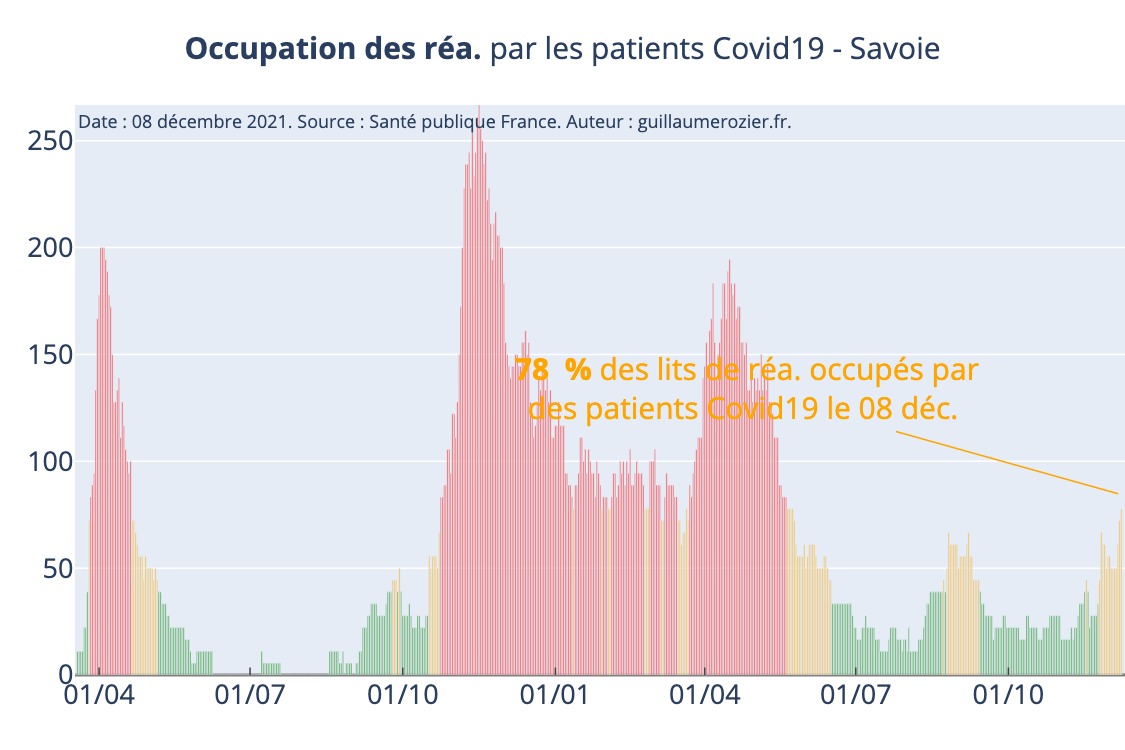 Occupation des réa. par les patients Covid19 - Savoie
Date : 08 décembre 2021. Source : Santé publique France. Auteur : guillaumerozier.fr.
250
200
150
78 % des lits de réa. occupés par
des patients Covid19 le 08 déc.
100
50
0
01/04 01/07 01/10 01/01 01/04 01/07 01/10